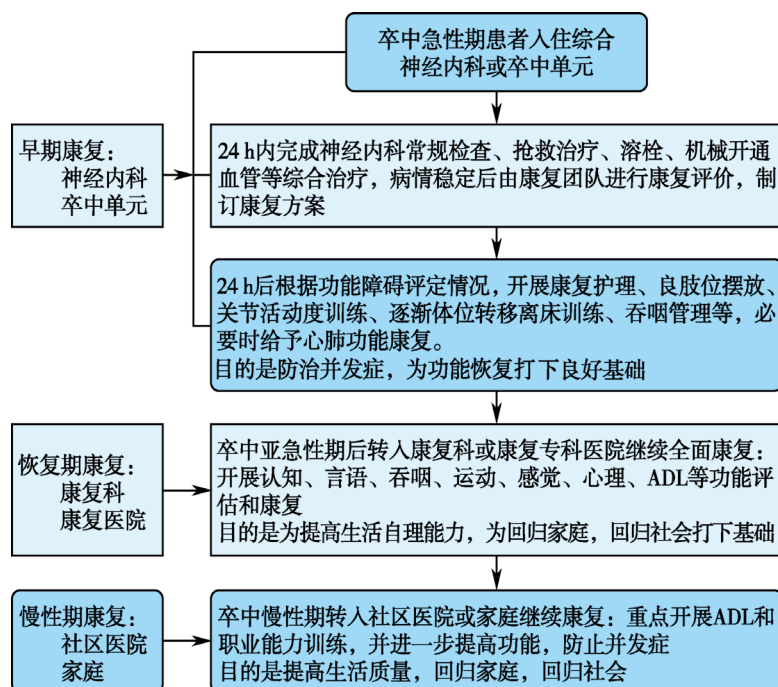 卒中急性期患者入住综合
神经内科或卒中单元
早期康复：
神经内科
卒中单元
24 h内完成神经内科常规检查、抢救治疗、溶栓、机械开通
血管等综合治疗，病情稳定后由康复团队进行康复评价，制
订康复方案
24 h后根据功能障碍评定情况，开展康复护理、良肢位摆放、
关节活动度训练、逐渐体位转移离床训练、吞咽管理等，必
要时给予心肺功能康复。
目的是防治并发症，为功能恢复打下良好基础
恢复期康复：
康复科
康复医院
卒中亚急性期后转入康复科或康复专科医院继续全面康复：
开展认知、言语、吞咽、运动、感觉、心理、ADL等功能评
估和康复
目的是为提高生活自理能力，为回归家庭，回归社会打下基础
慢性期康复：
社区医院
家庭
卒中慢性期转入社区医院或家庭继续康复：重点开展ADL和
职业能力训练，并进一步提高功能，防止并发症
目的是提高生活质量，回归家庭，回归社会